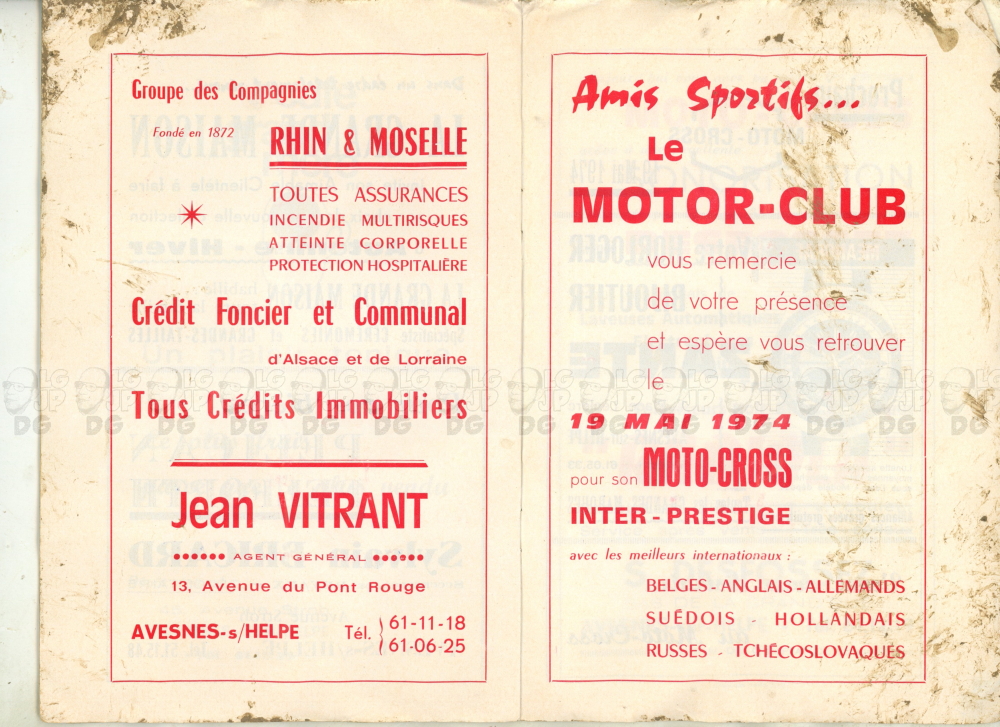 Groupe des Compagnies
Fondé en 1872
RHIN & MOSELLE
TOUTES ASSURANCES
INCENDIE MULTIRISQUES
ATTEINTE CORPORELLE
PROTECTION HOSPITALIÈRE
Crédit Foncier et Communal
d'Alsace et de Lorraine
Tous Crédits Immobiliers
Jean VITRANT
AGENT GÉNÉRAL
13, Avenue du Pont Rouge
AVESNES-s/HELPE Tél. 61-11-18
61-06-25
Amis Sportifs...
Le
MOTOR-CLUB
vous remercie
de votre présence
et espère vous retrouver
le
19 MAI 1974
pour son MOTO-CROSS
INTER-PRESTIGE
avec les meilleurs internationaux :
BELGES - ANGLAIS - ALLEMANDS
SUÈDOIS - HOLLANDAIS
RUSSES - TCHÉCOSLOVAQUES